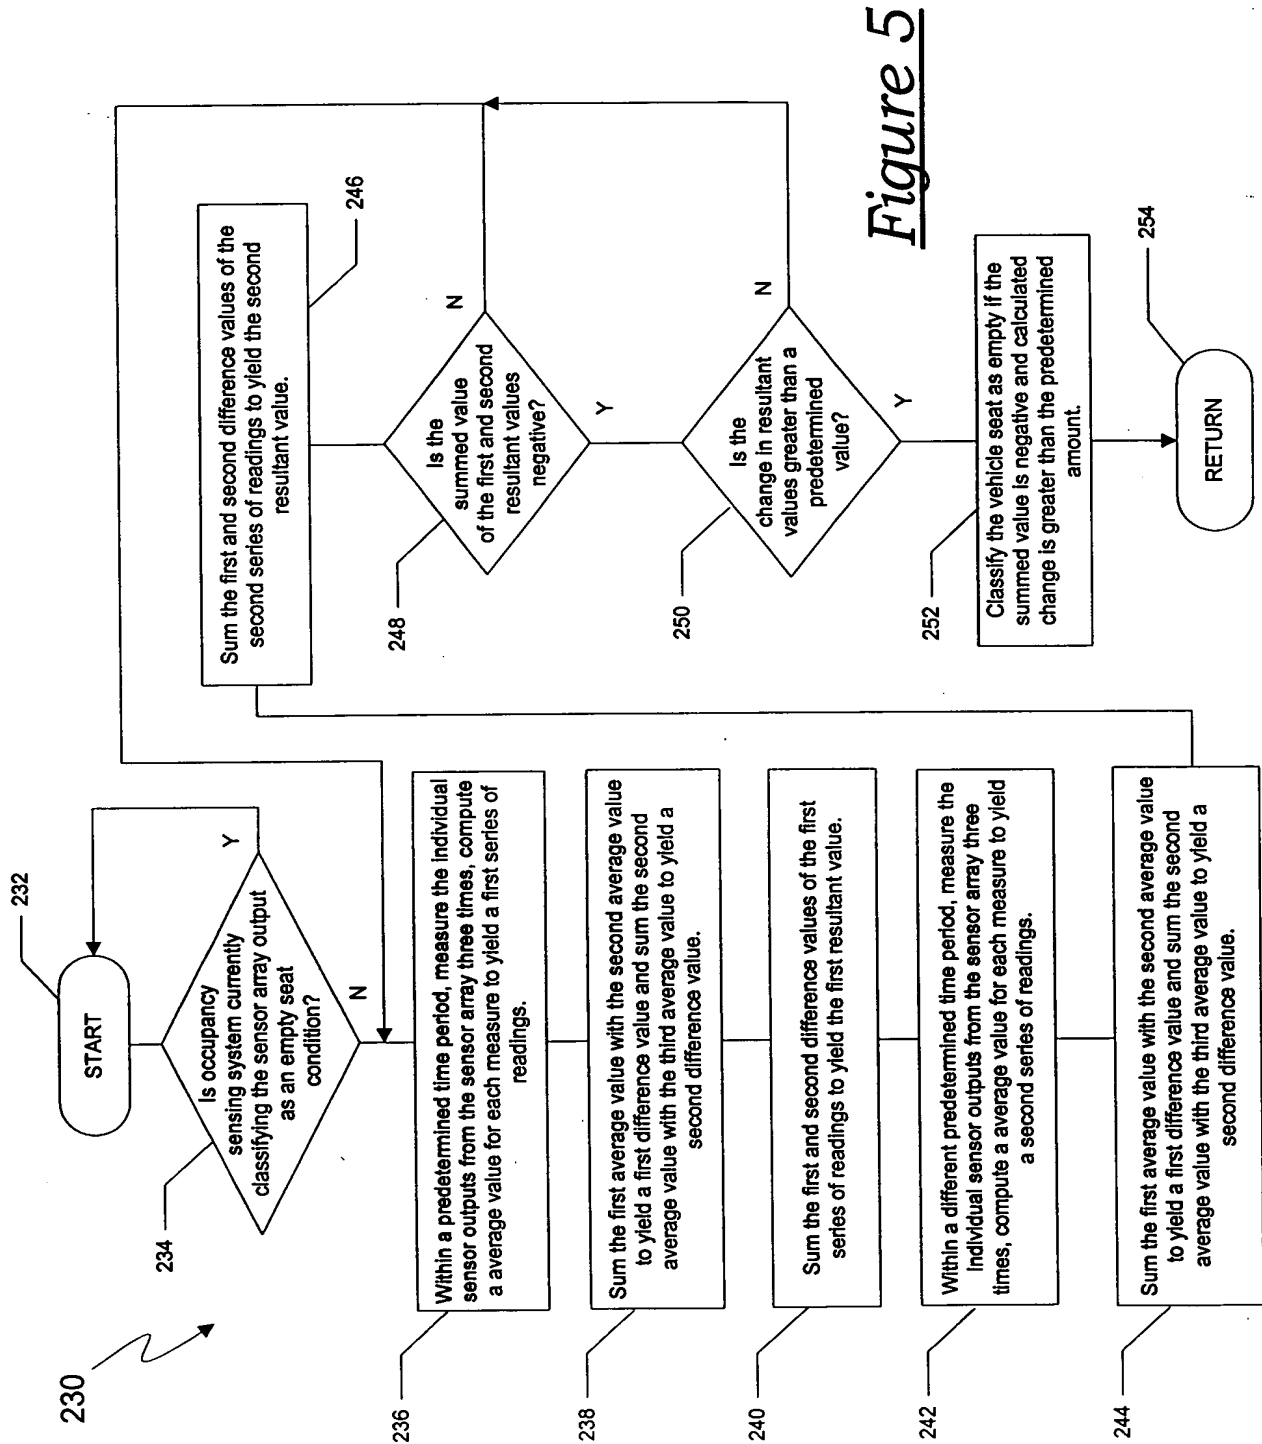 230
START
232
Is occupancy
sensing system currently
classifying the sensor array output
as an empty seat
condition?
234
Y
N
Within a predetermined time period, measure the individual
sensor outputs from the sensor array three times, compute
a average value for each measure to yield a first series of
readings.
236
Sum the first average value with the second average value
to yield a first difference value and sum the second
average value with the third average value to yield a
second difference value.
238
Sum the first and second difference values of the first
series of readings to yield the first resultant value.
240
Within a different predetermined time period, measure the
Individual sensor outputs from the sensor array three
times, compute a average value for each measure to yield
a second series of readings.
242
Sum the first average value with the second average value
to yield a first difference value and sum the second
average value with the third average value to yield a
second difference value.
244
Sum the first and second difference values of the
second series of readings to yield the second
resultant value.
246
Is the
summed value
of the first and second
resultant values
negative?
248
N
Y
Is the
change in resultant
values greater than a
predetermined
value?
250
N
Y
Classify the vehicle seat as empty if the
summed value is negative and calculated
change is greater than the predetermined
amount.
252
RETURN
254
Figure 5